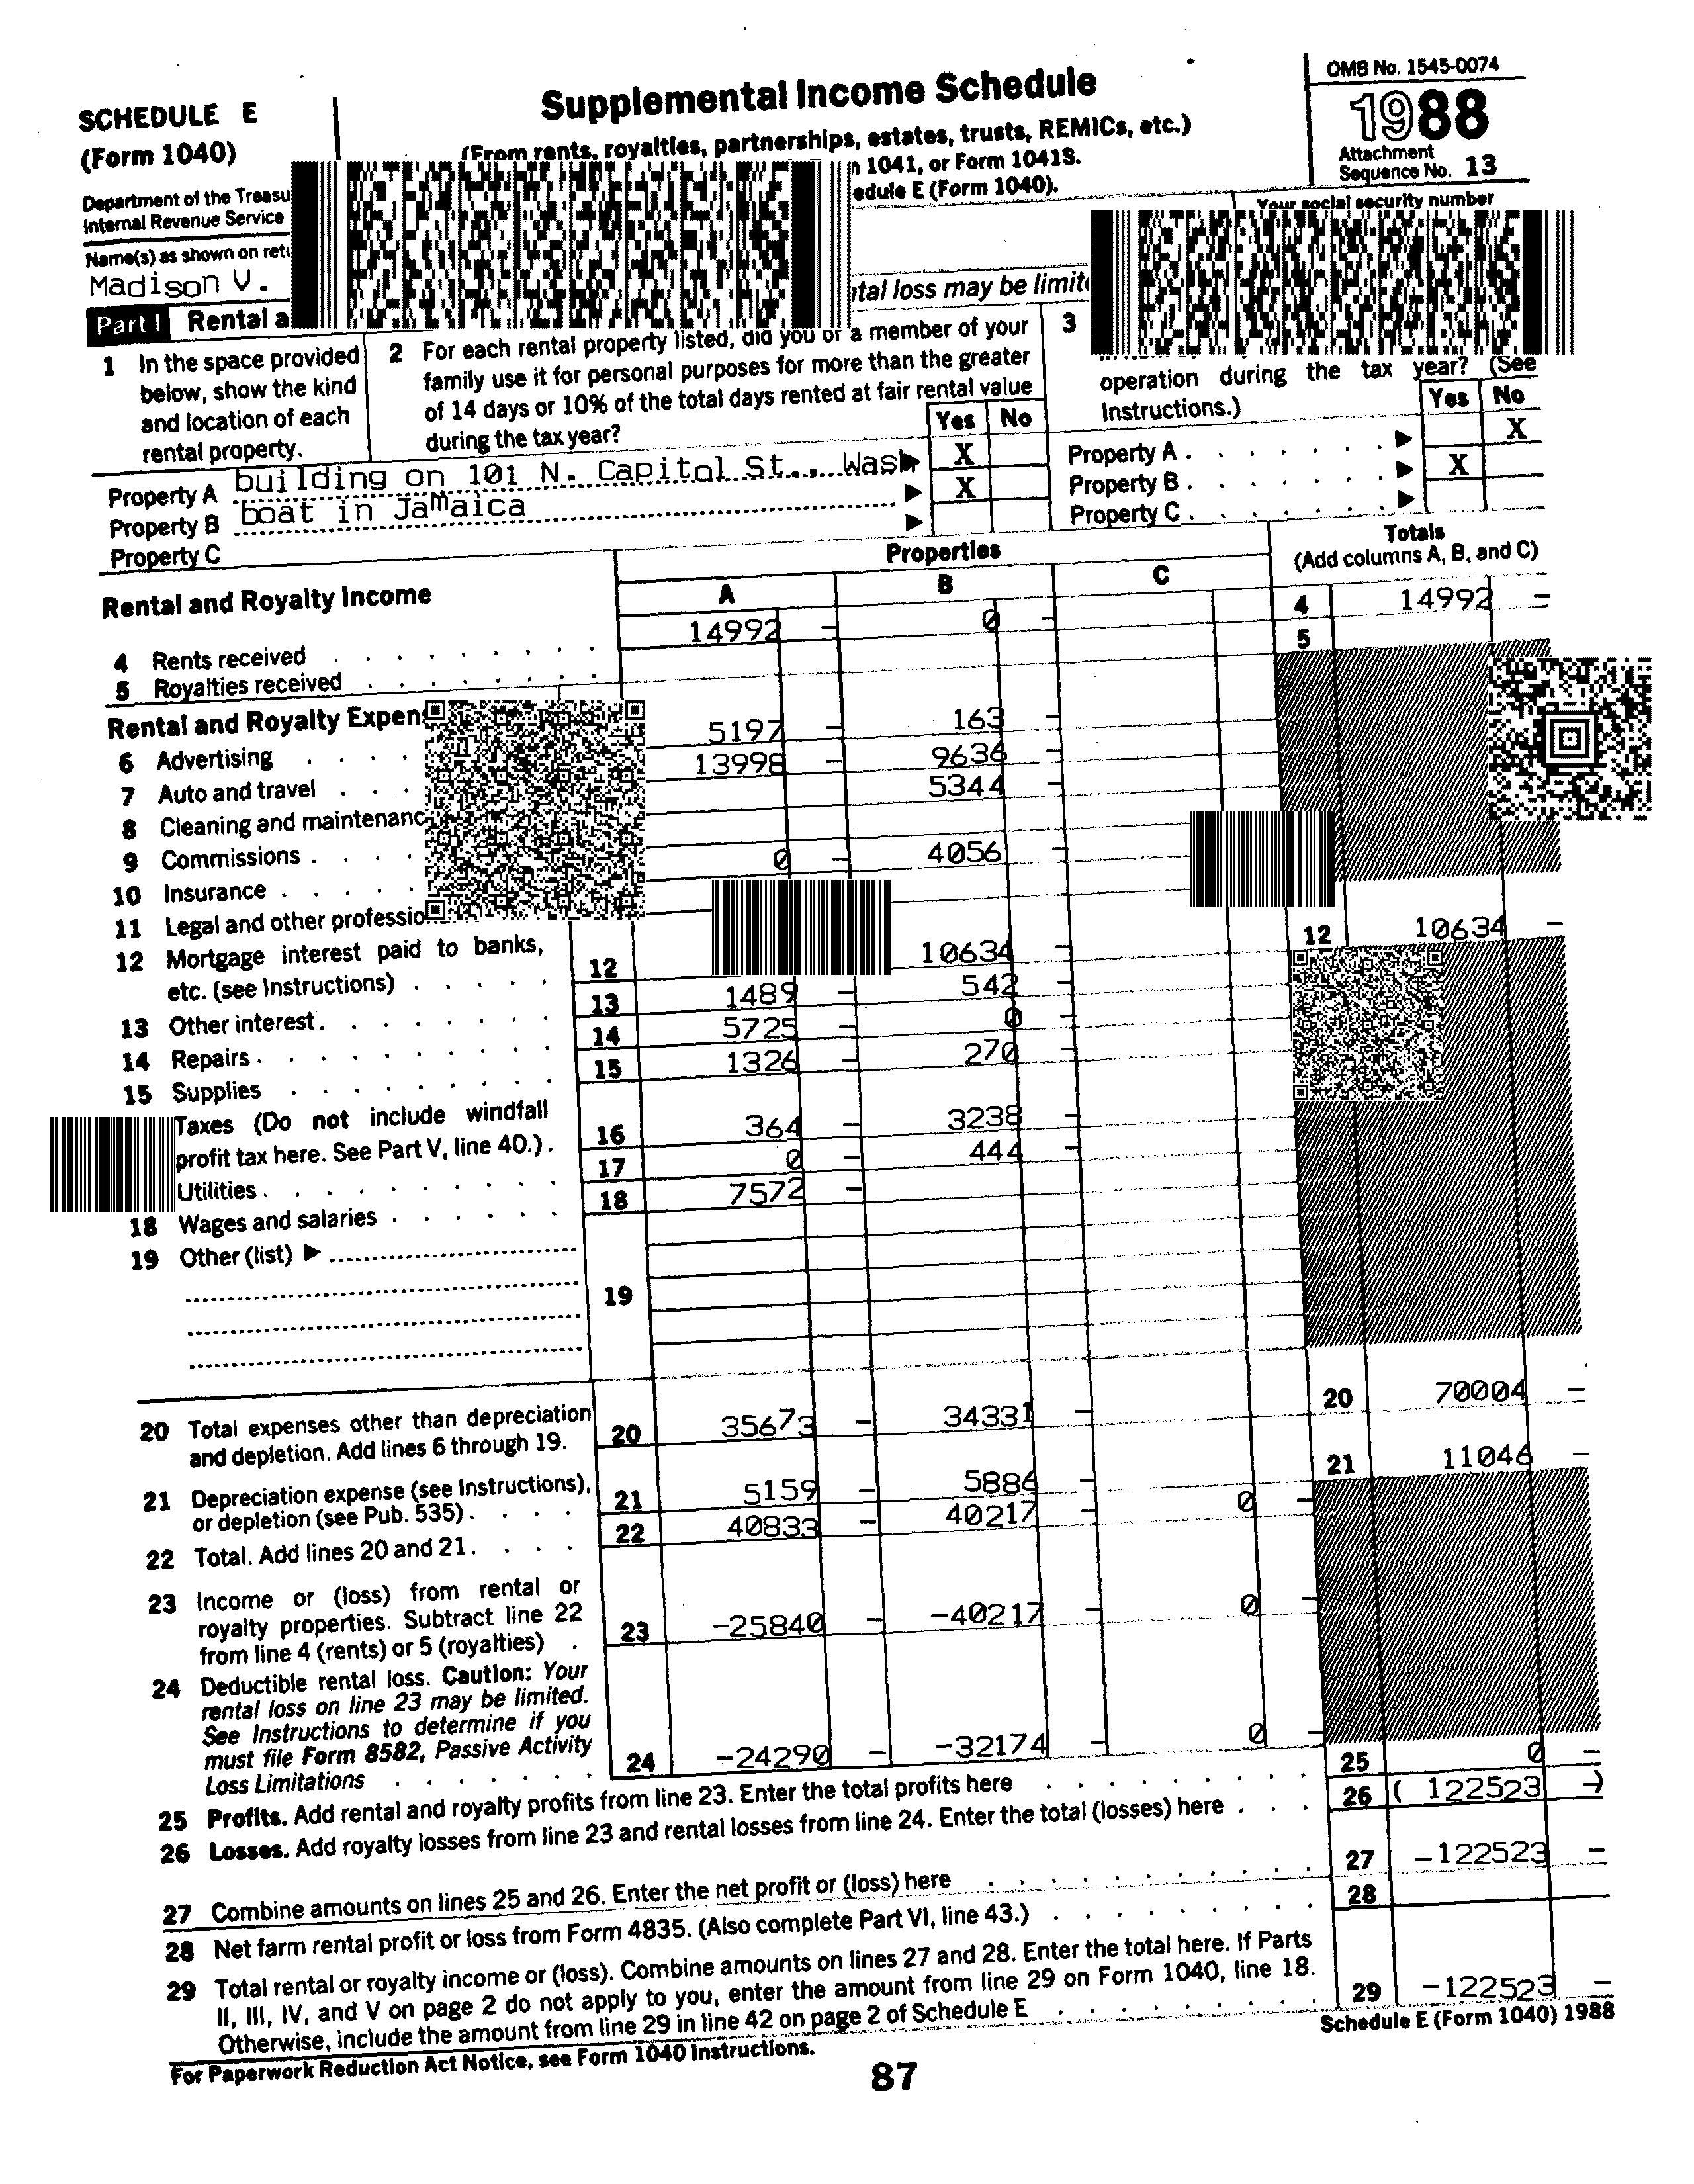 SCHEDULE E
(Form 1040)
Department of the Treasu
Internal Revenue Service
Supplemental Income Schedule
(From rents, royalties, partnerships, estates, trusts, REMICs, etc.)
1041, or Form 1041S.
edule E (Form 1040).
OMB No. 1545-0074
1988
Attachment
Sequence No. 13
Name(s) as shown on retu
Madison V.
Your social security number
Part I Rental a
ntal loss may be limite
1 In the space provided
below, show the kind
and location of each
rental property.
2 For each rental property listed, did you or a member of your
family use it for personal purposes for more than the greater
of 14 days or 10% of the total days rented at fair rental value
during the tax year?
3
operation during the tax year? (See
Instructions.)
Yes No
Yes No
Property A building on 101 N. Capitol St., Wash X
Property B boat in Jamaica X
Property C
Property A . . . . . . . X
Property B . . . . . . . X
Property C . . . . . . .
Rental and Royalty Income
Properties
A B C
Totals
(Add columns A, B, and C)
4 Rents received . . . . . . . . . 14992 – 0 – 4 14992 –
5 Royalties received . . . . . . . . 5
Rental and Royalty Expen
6 Advertising . . . . 5197 – 163 –
7 Auto and travel . . . 13998 – 9636 –
8 Cleaning and maintenanc 5344 –
9 Commissions . . . .
10 Insurance . . . . . 0 – 4056 –
11 Legal and other professio
12 Mortgage interest paid to banks,
etc. (see Instructions) . . . . . 12 10634 – 12 10634 –
13 Other interest. . . . . . . . 13 1489 – 542 –
14 Repairs. . . . . . . . . . 14 5725 – 0 –
15 Supplies . . . . . . . . . 15 1326 – 270 –
Taxes (Do not include windfall
profit tax here. See Part V, line 40.) . 16 364 – 3238 –
Utilities. . . . . . . . . . 17 0 – 444 –
18 Wages and salaries . . . . . . 18 7572 –
19 Other (list)
19
20 Total expenses other than depreciation
and depletion. Add lines 6 through 19. 20 35673 – 34331 – 20 70004 –
21 Depreciation expense (see Instructions),
or depletion (see Pub. 535) . . . . 21 5159 – 5886 – 21 11046 –
22 Total. Add lines 20 and 21. . . . 22 40833 – 40217 – 0 –
23 Income or (loss) from rental or
royalty properties. Subtract line 22
from line 4 (rents) or 5 (royalties) . 23 -25840 – -40217 – 0 –
24 Deductible rental loss. Caution: Your
rental loss on line 23 may be limited.
See Instructions to determine if you
must file Form 8582, Passive Activity
Loss Limitations . . . . . . . 24 -24290 – -32174 – 0 –
25 Profits. Add rental and royalty profits from line 23. Enter the total profits here . . . . . . . . 25 0 –
26 Losses. Add royalty losses from line 23 and rental losses from line 24. Enter the total (losses) here . . . 26 ( 122523 –)
27 Combine amounts on lines 25 and 26. Enter the net profit or (loss) here . . . . . . . . . 27 -122523 –
28 Net farm rental profit or loss from Form 4835. (Also complete Part VI, line 43.) . . . . . . . . 28
29 Total rental or royalty income or (loss). Combine amounts on lines 27 and 28. Enter the total here. If Parts
II, III, IV, and V on page 2 do not apply to you, enter the amount from line 29 on Form 1040, line 18.
Otherwise, include the amount from line 29 in line 42 on page 2 of Schedule E . . . . . . . . . 29 -122523 –
For Paperwork Reduction Act Notice, see Form 1040 Instructions.
Schedule E (Form 1040) 1988
87